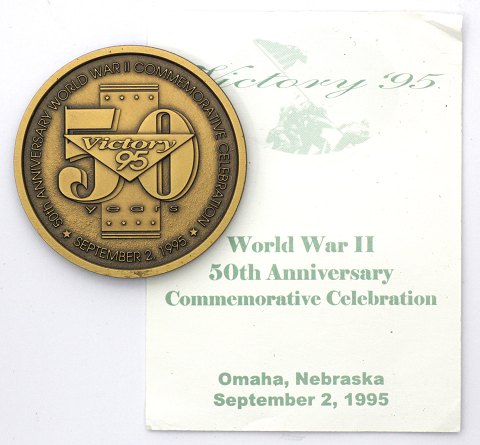 50th ANNIVERSARY WORLD WAR II COMMEMORATIVE CELEBRATION
50
Victory
95
years
★ SEPTEMBER 2, 1995 ★
Victory '95
World War II
50th Anniversary
Commemorative Celebration
Omaha, Nebraska
September 2, 1995